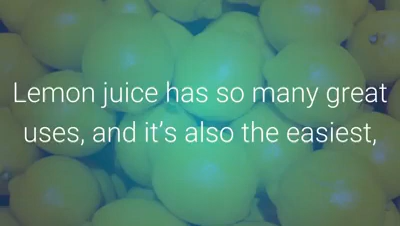 Lemon juice has so many great
uses, and it’s also the easiest,